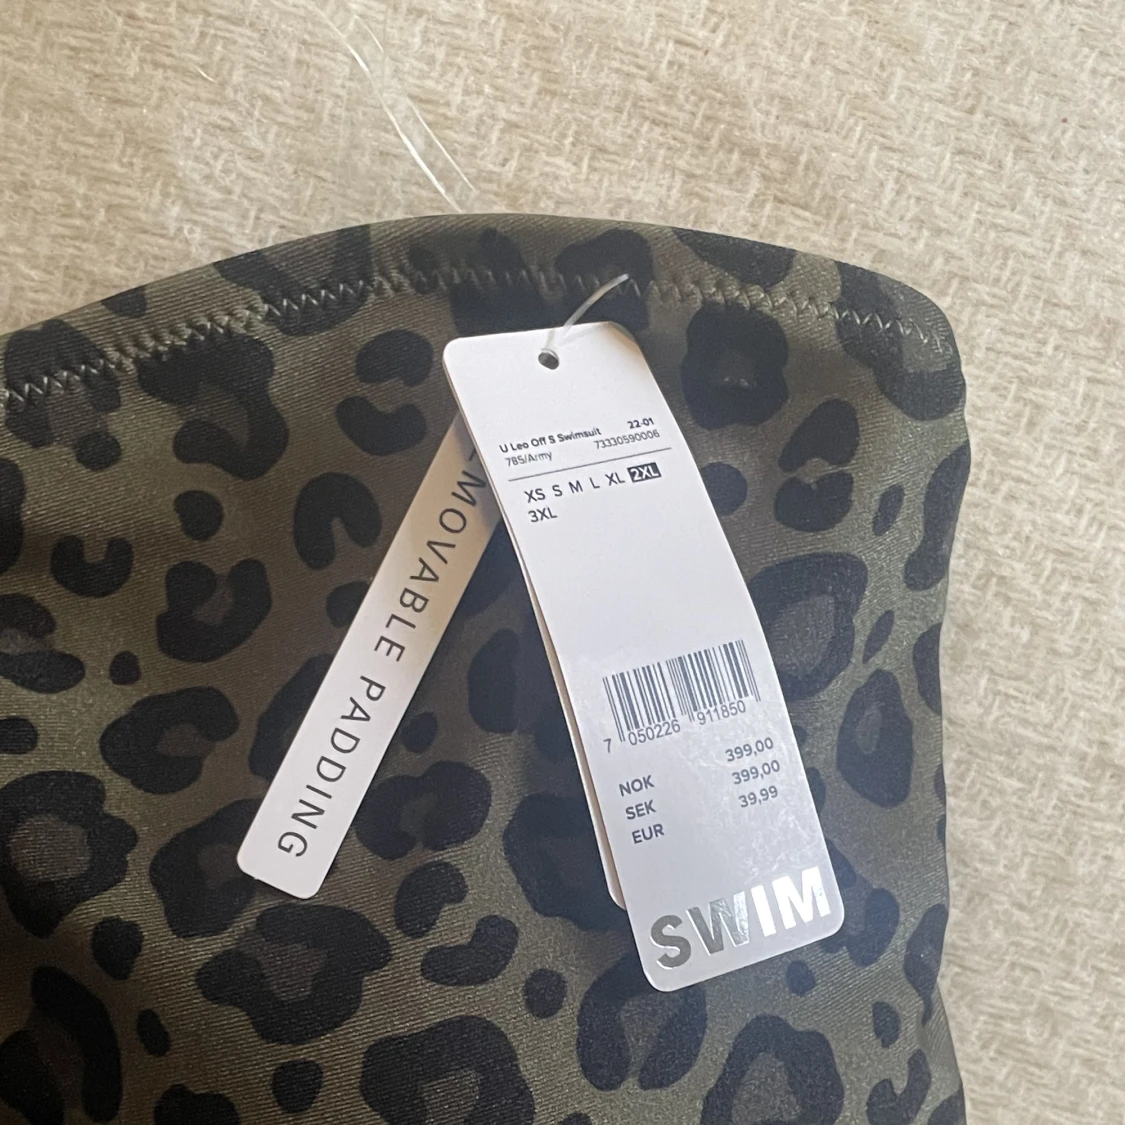 U Leo Off S Swimsuit 22-01
785/Army 73330590006
XS S M L XL 2XL
3XL
7 050226 911850
NOK 399,00
SEK 399,00
EUR 39,99
SWIM
MOVABLE PADDING